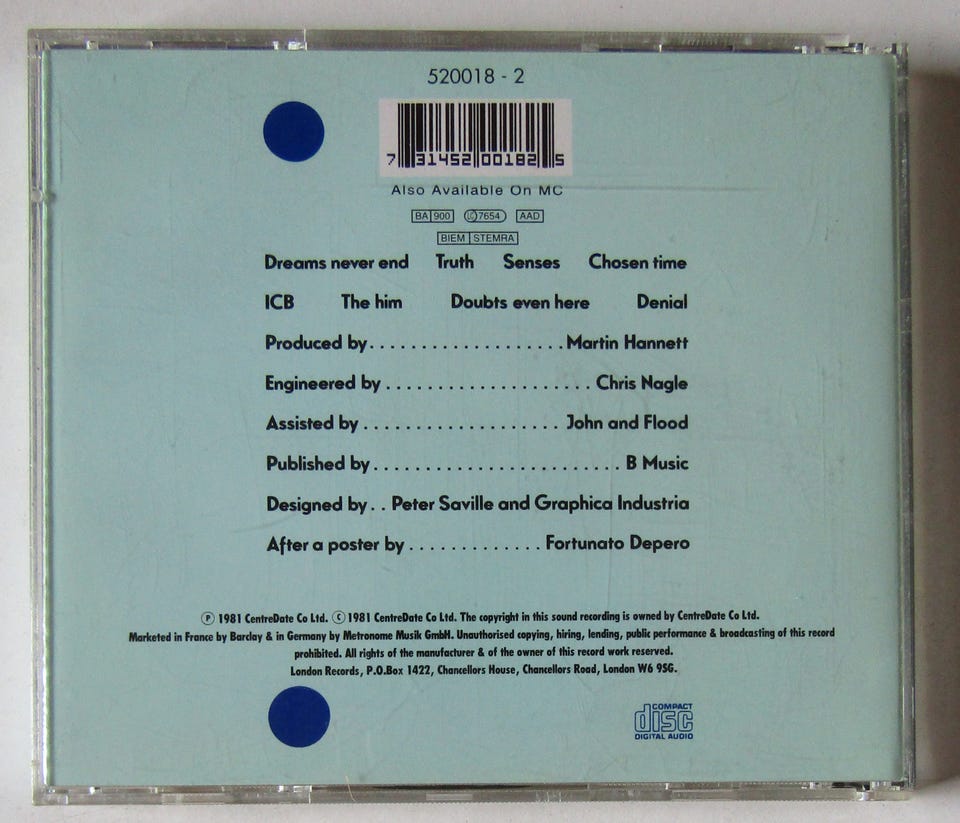 520018 - 2
7 31452 00182 5
Also Available On MC
BA 900 LC 7654 AAD
BIEM STEMRA
Dreams never end Truth Senses Chosen time
ICB The him Doubts even here Denial
Produced by . . . . . . . . . . . . . . . . . . . Martin Hannett
Engineered by . . . . . . . . . . . . . . . . . . . . Chris Nagle
Assisted by . . . . . . . . . . . . . . . . . . . John and Flood
Published by . . . . . . . . . . . . . . . . . . . . . . . . B Music
Designed by . . Peter Saville and Graphica Industria
After a poster by . . . . . . . . . . . . . Fortunato Depero
Ⓟ 1981 CentreDate Co Ltd. Ⓒ 1981 CentreDate Co Ltd. The copyright in this sound recording is owned by CentreDate Co Ltd.
Marketed in France by Barclay & in Germany by Metronome Musik GmbH. Unauthorised copying, hiring, lending, public performance & broadcasting of this record
prohibited. All rights of the manufacturer & of the owner of this record work reserved.
London Records, P.O.Box 1422, Chancellors House, Chancellors Road, London W6 9SG.
COMPACT
disc
DIGITAL AUDIO